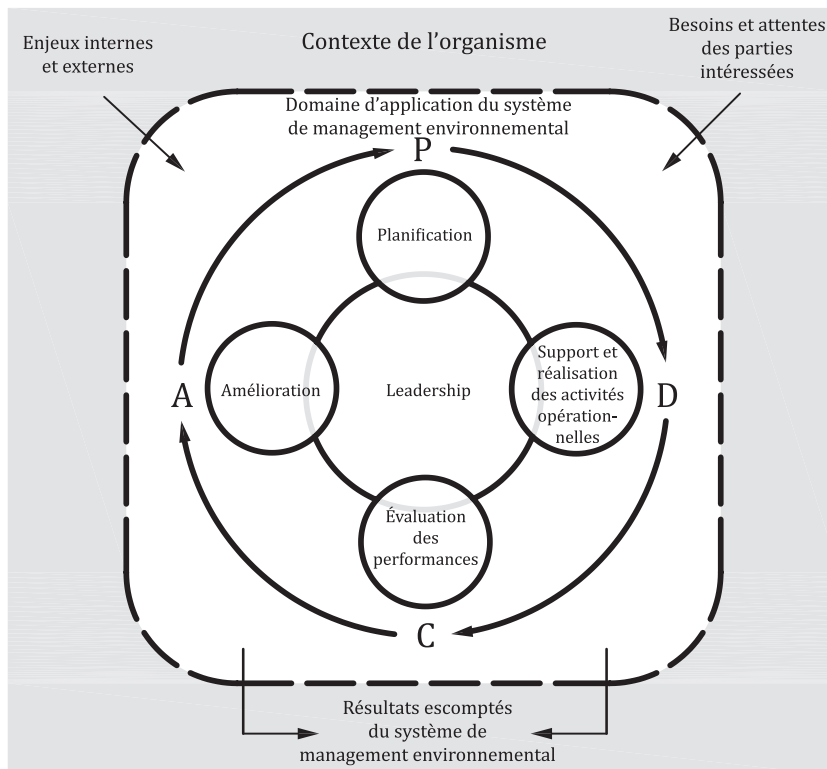 Enjeux internes
et externes
Contexte de l’organisme
Besoins et attentes
des parties
intéressées
Domaine d’application du système
de management environnemental
P
Planification
A
Amélioration
Leadership
Support et
réalisation
des activités
opération-
nelles
D
Évaluation
des
performances
C
Résultats escomptés
du système de
management environnemental